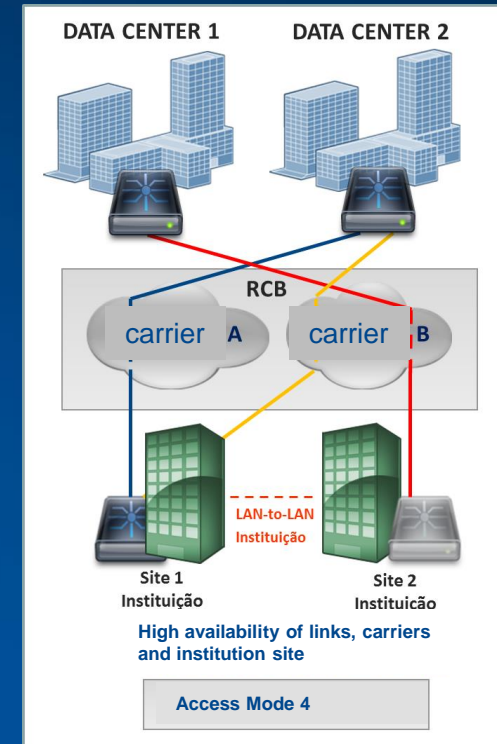 DATA CENTER 1
DATA CENTER 2
RCB
carrier A
carrier B
LAN-to-LAN
Instituição
Site 1
Instituição
Site 2
Instituição
High availability of links, carriers
and institution site
Access Mode 4